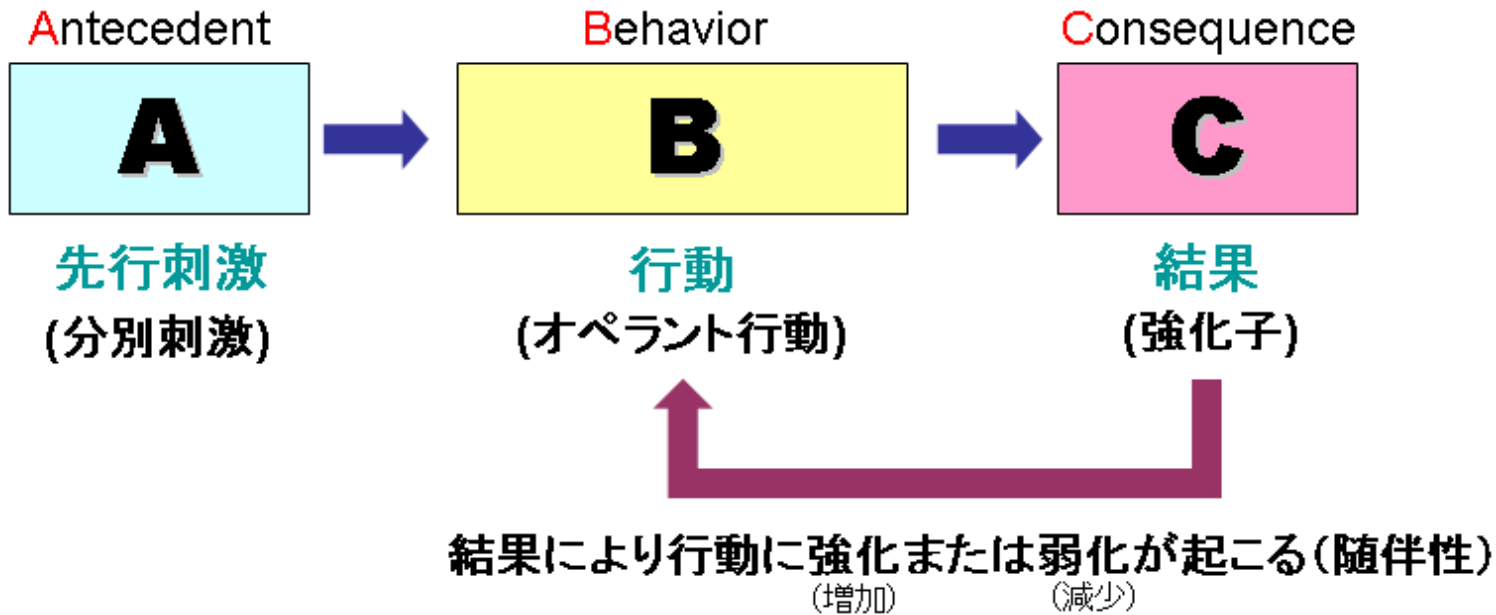 Antecedent
Behavior
Consequence
A
B
C
先行刺激
行動
結果
(分別刺激)
(オペラント行動)
(強化子)
結果により行動に強化または弱化が起こる(随伴性)
(増加)
(減少)